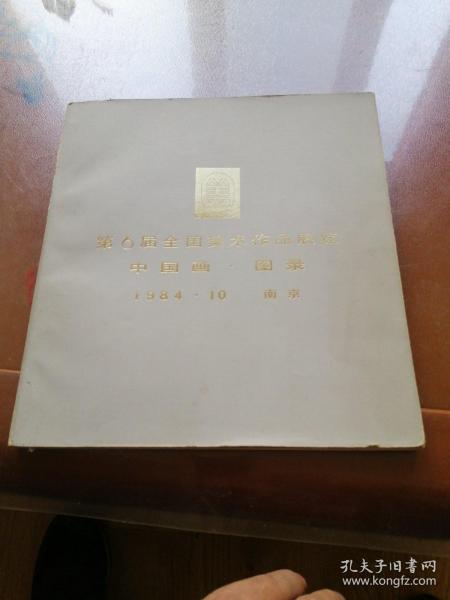 第6届全国美术作品展览
中国画·图录
1984·10 南京
孔夫子旧书网
www.kongfz.com